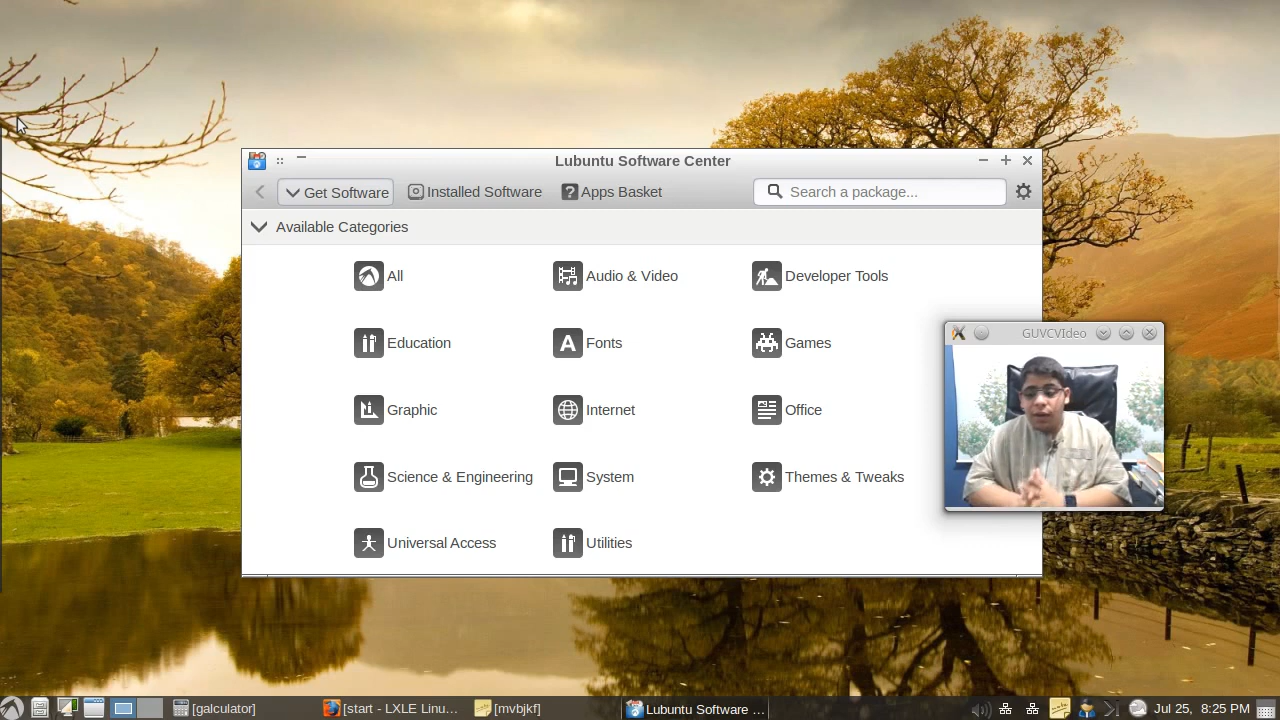 Lubuntu Software Center
Get Software Installed Software Apps Basket Search a package...
Available Categories
All Audio & Video Developer Tools
Education Fonts Games
Graphic Internet Office
Science & Engineering System Themes & Tweaks
Universal Access Utilities
GUVCVIdeo
[galculator] [start - LXLE Linu... [mvbjkf] Lubuntu Software ... Jul 25, 8:25 PM